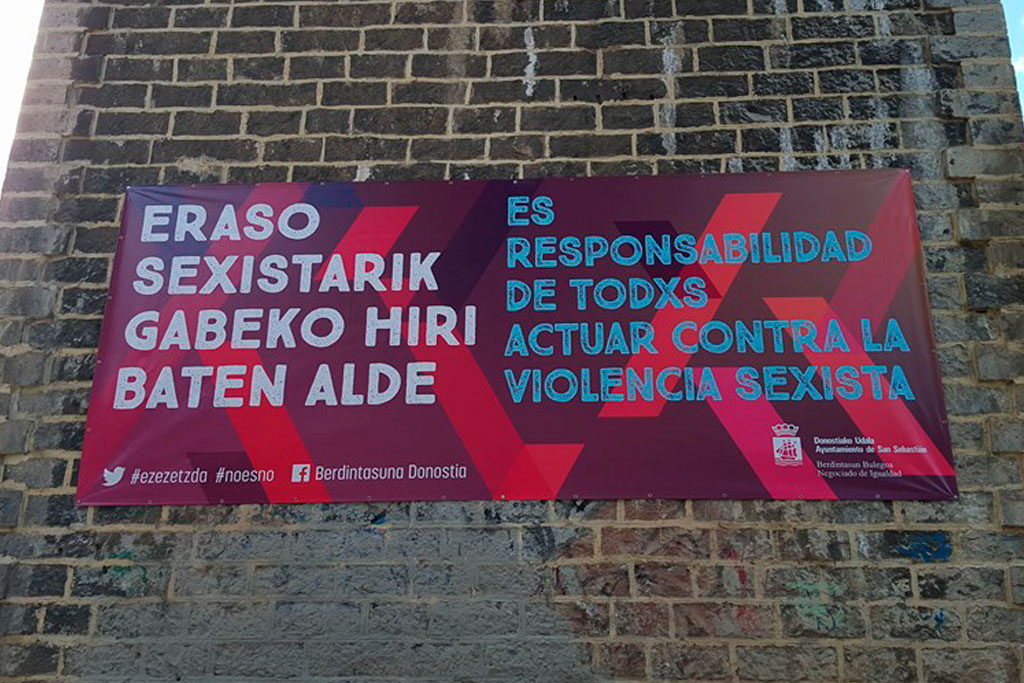 ERASO
SEXISTARIK
GABEKO HIRI
BATEN ALDE
ES
RESPONSABILIDAD
DE TODXS
ACTUAR CONTRA LA
VIOLENCIA SEXISTA
#ezezetzda #noesno Berdintasuna Donostia
Donostiako Udala
Ayuntamiento de San Sebastián
Berdintasun Bulegoa
Negociado de Igualdad